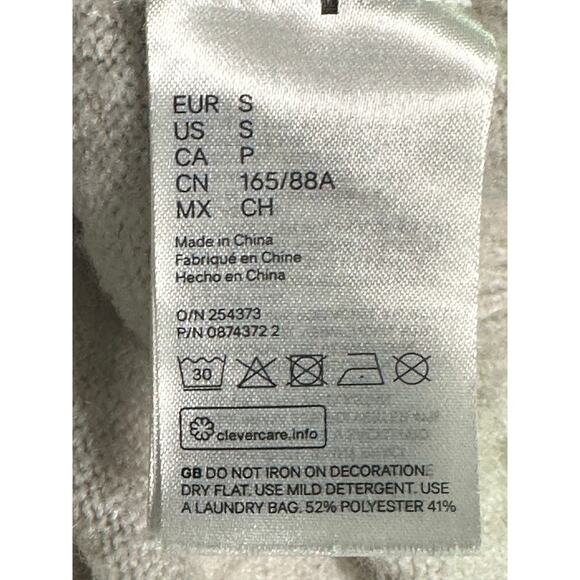 EUR S
US S
CA P
CN 165/88A
MX CH
Made in China
Fabriqué en Chine
Hecho en China
O/N 254373
P/N 0874372 2
30
clevercare.info
GB DO NOT IRON ON DECORATION.
DRY FLAT. USE MILD DETERGENT. USE
A LAUNDRY BAG. 52% POLYESTER 41%